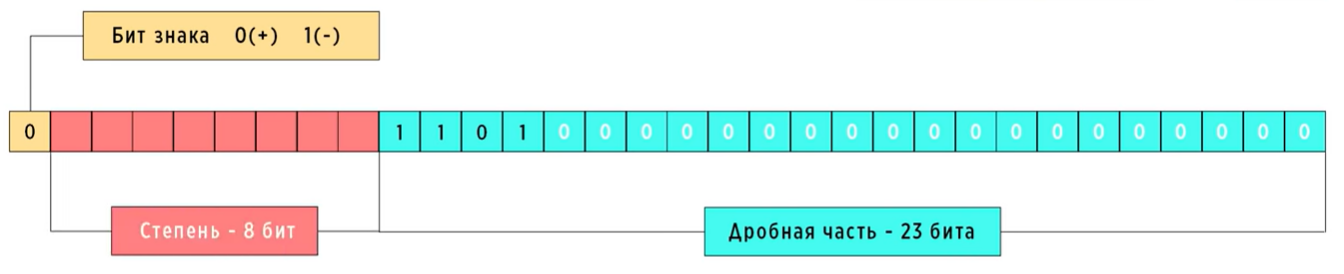 Бит знака 0(+) 1(-)
0 1 1 0 1 0 0 0 0 0 0 0 0 0 0 0 0 0 0 0 0 0 0 0
Степень - 8 бит
Дробная часть - 23 бита